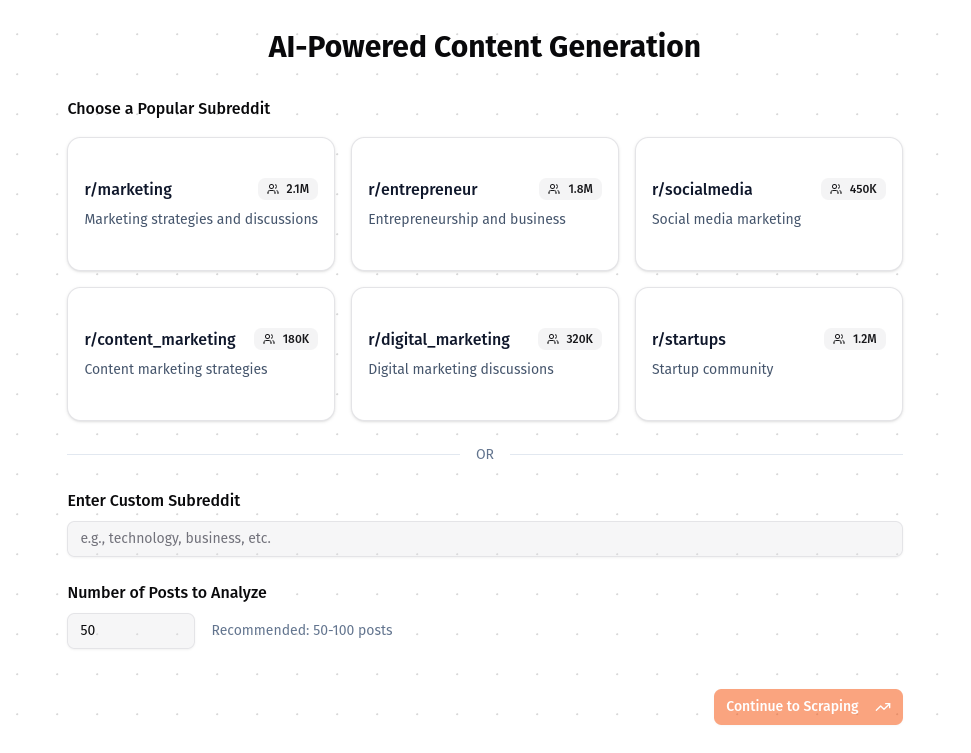 AI-Powered Content Generation
Choose a Popular Subreddit
r/marketing 2.1M
Marketing strategies and discussions
r/entrepreneur 1.8M
Entrepreneurship and business
r/socialmedia 450K
Social media marketing
r/content_marketing 180K
Content marketing strategies
r/digital_marketing 320K
Digital marketing discussions
r/startups 1.2M
Startup community
OR
Enter Custom Subreddit
e.g., technology, business, etc.
Number of Posts to Analyze
50 Recommended: 50-100 posts
Continue to Scraping